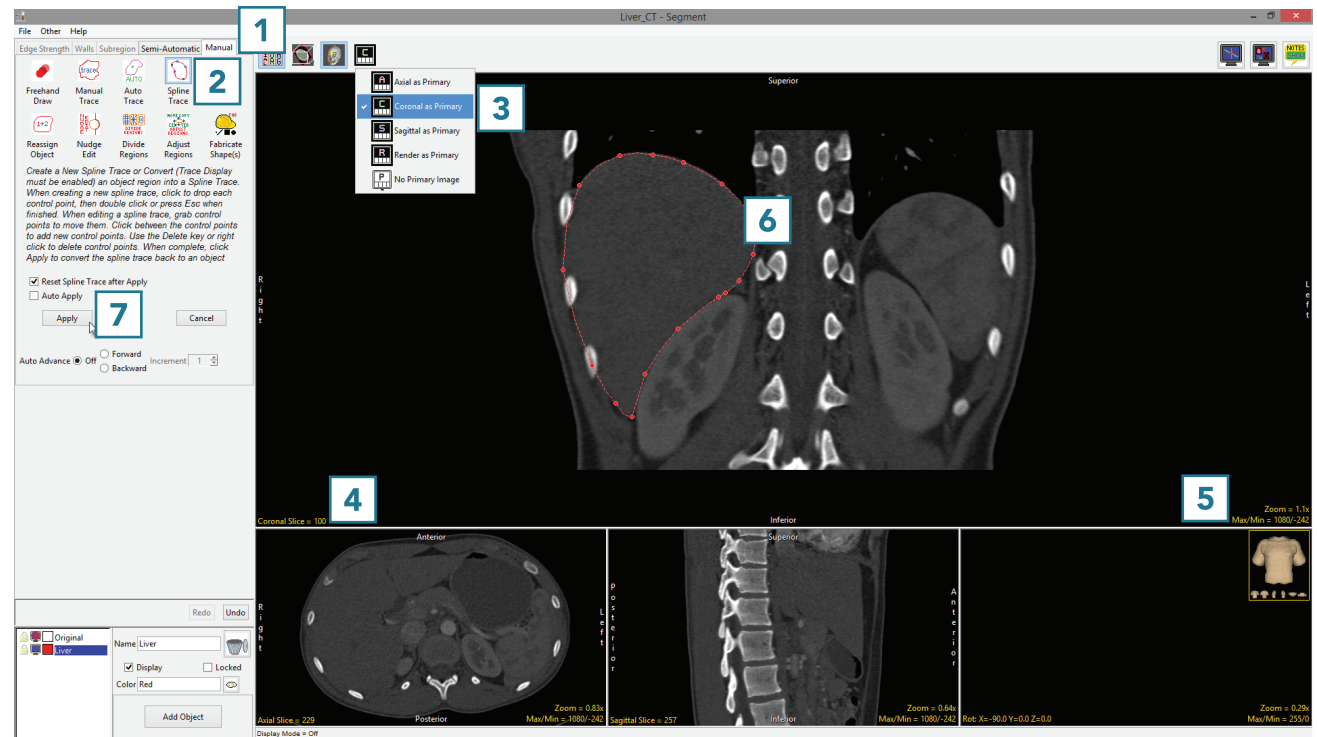 Liver_CT - Segment
File Other Help
1
Edge Strength Walls Subregion Semi-Automatic Manual
NOTES
trace
AUTO
C
2
Freehand Draw
Manual Trace
Auto Trace
Spline Trace
1+2
DIVIDE
REGIONS
ADJUST
REGIONS
Reassign Object
Nudge Edit
Divide Regions
Adjust Regions
Fabricate Shape(s)
A Axial as Primary
C Coronal as Primary
S Sagittal as Primary
R Render as Primary
P No Primary Image
3
Create a New Spline Trace or Convert (Trace Display
must be enabled) an object region into a Spline Trace.
When creating a new spline trace, click to drop each
control point, then double click or press Esc when
finished. When editing a spline trace, grab control
points to move them. Click between the control points
to add new control points. Use the Delete key or right
click to delete control points. When complete, click
Apply to convert the spline trace back to an object
Reset Spline Trace after Apply
Auto Apply
Apply
7
Cancel
Auto Advance Off Forward Backward Increment 1
Superior
Right
Left
6
4
5
Coronal Slice = 100
Inferior
Zoom = 1.1x
Max/Min = 1080/-242
Anterior
Right
Left
Axial Slice = 229
Posterior
Zoom = 0.83x
Max/Min = 1080/-242
Superior
Posterior
Anterior
Sagittal Slice = 257
Inferior
Zoom = 0.64x
Max/Min = 1080/-242
Rot: X=-90.0 Y=0.0 Z=0.0
Zoom = 0.29x
Max/Min = 255/0
Redo Undo
Original
Liver
Name Liver
Display Locked
Color Red
Add Object
Display Mode = Off